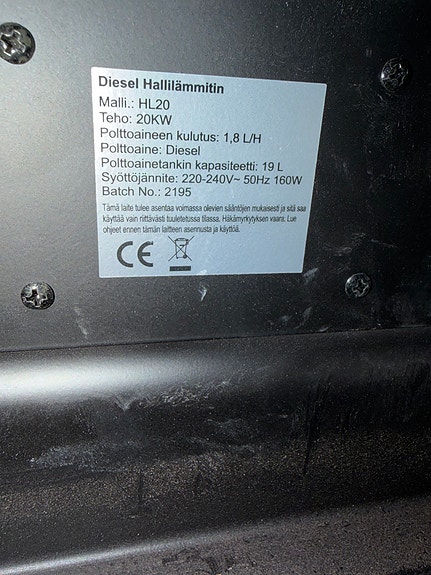 Diesel Hallilämmitin
Malli.: HL20
Teho: 20KW
Polttoaineen kulutus: 1,8 L/H
Polttoaine: Diesel
Polttoainetankin kapasiteetti: 19 L
Syöttöjännite: 220-240V~ 50Hz 160W
Batch No.: 2195
Tämä laite tulee asentaa voimassa olevien sääntöjen mukaisesti ja sitä saa
käyttää vain riittävästi tuuletetussa tilassa. Häkämyrkytyksen vaara. Lue
ohjeet ennen tämän laitteen asennusta ja käyttöä.
CE